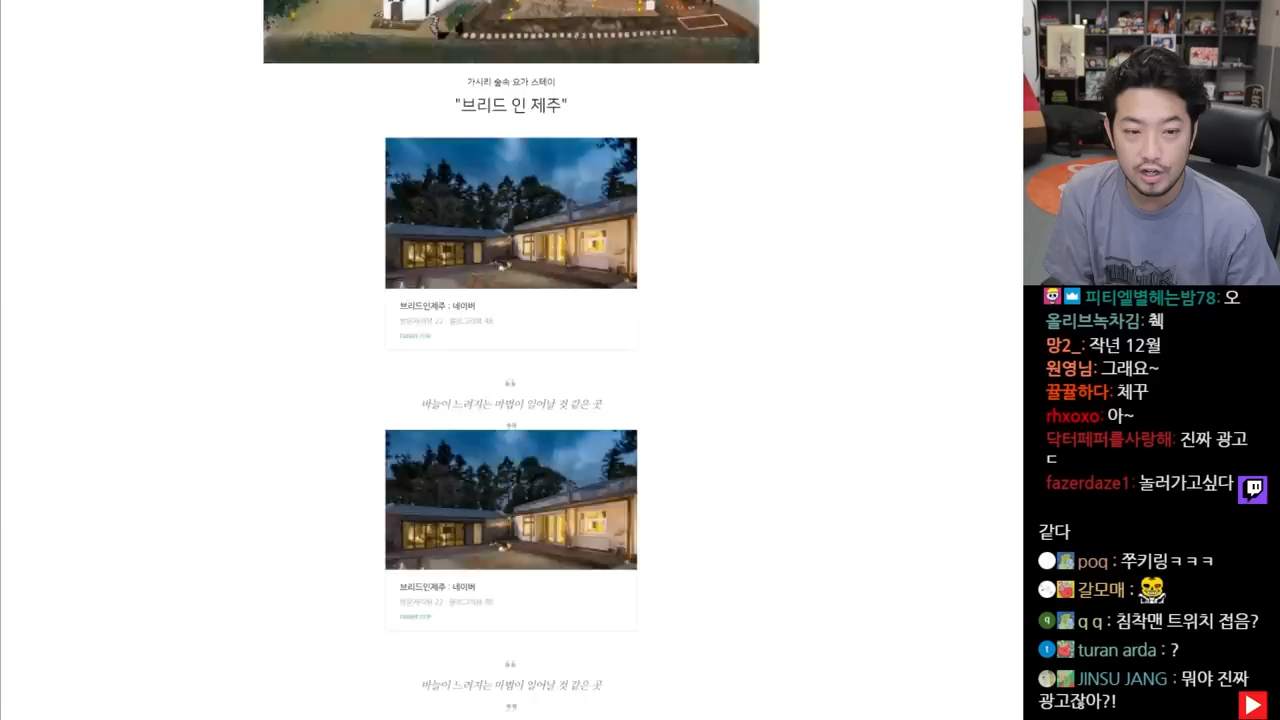 가시리 숲속 요가 스테이
"브리드 인 제주"
브리드인제주 : 네이버
naver.me
❝
바늘이 느려지는 마법이 일어날 것 같은 곳
❞
브리드인제주 : 네이버
naver.me
❝
바늘이 느려지는 마법이 일어날 것 같은 곳
❞
피티엘별헤는밤78: 오
올리브녹차김: 첵
망2_: 작년 12월
원영님: 그래요~
뀰뀰하다: 체꾸
rhxoxo: 아~
닥터페퍼를사랑해: 진짜 광고
ㄷ
fazerdaze1: 놀러가고싶다
같다
poq : 쭈키링ㅋㅋㅋ
갈모매 :
q q : 침착맨 트위치 접음?
turan arda : ?
JINSU JANG : 뭐야 진짜
광고잖아?!